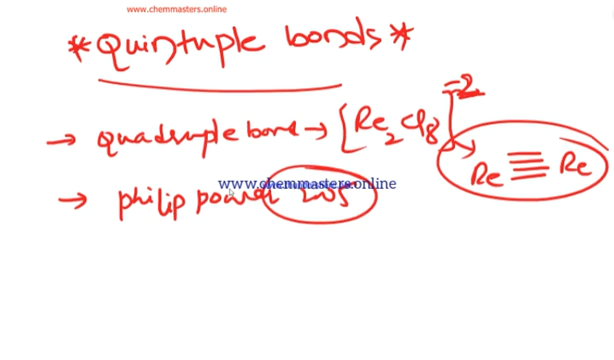 www.chemmasters.online
*Quintuple bonds*
→ quadruple bond → [Re₂Cl₈]⁻²
Re ≣ Re
www.chemmasters.online
→ philip power 2005